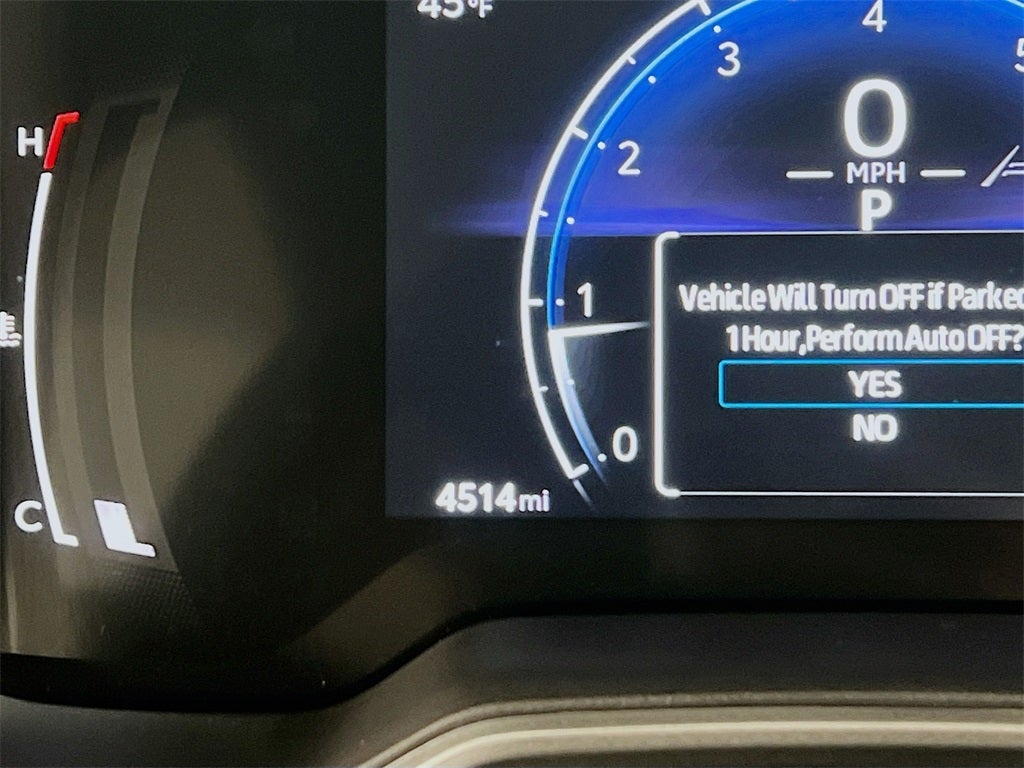 45°F
4
3
5
H
0
2
MPH
P
1
Vehicle Will Turn OFF if Parked
1 Hour,Perform Auto OFF?
YES
NO
0
4514mi
C